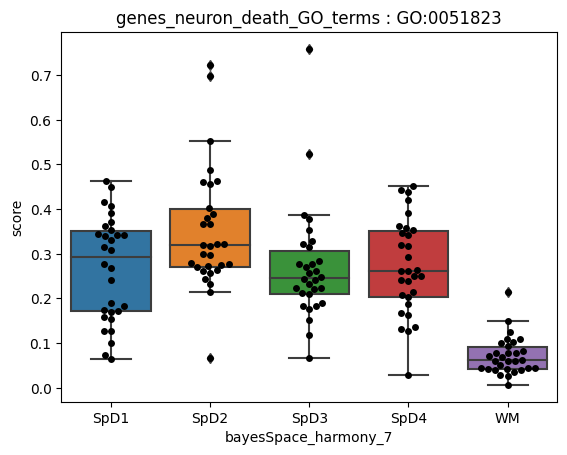 genes_neuron_death_GO_terms : GO:0051823
score
0.7
0.6
0.5
0.4
0.3
0.2
0.1
0.0
SpD1 SpD2 SpD3 SpD4 WM
bayesSpace_harmony_7